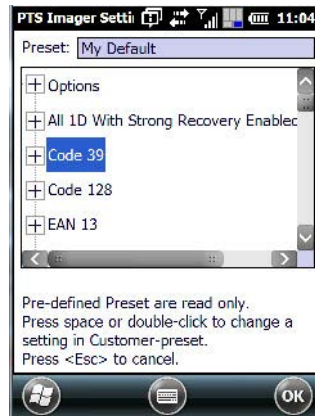 PTS Imager Setti 11:04
Preset: My Default
Options
All 1D With Strong Recovery Enablec
Code 39
Code 128
EAN 13
Pre-defined Preset are read only.
Press space or double-click to change a
setting in Customer-preset.
Press <Esc> to cancel.
OK